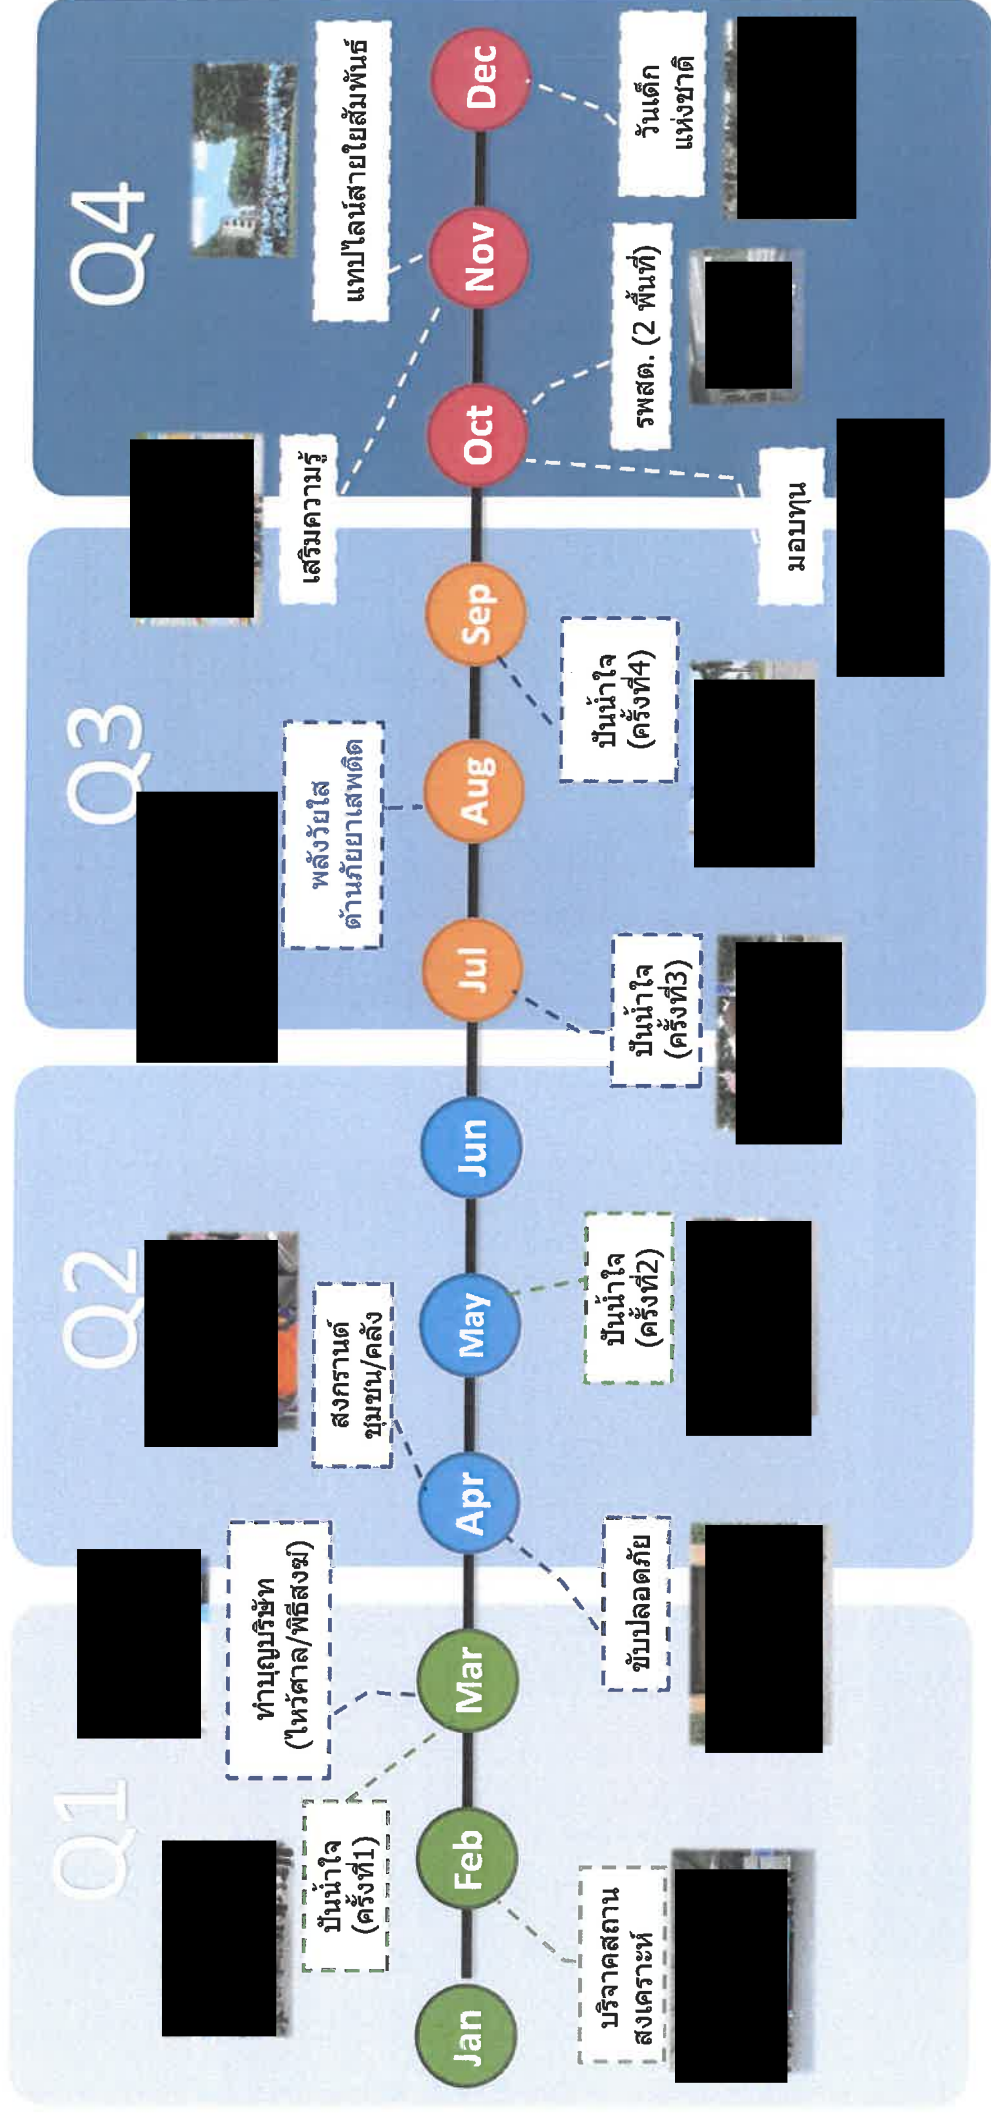 Q1
Q2
Q3
Q4
ปันน้ำใจ
(ครั้งที่1)
ทำบุญบริษัท
(ไหว้ศาล/พิธีสงฆ์)
สงกรานต์
ชุมชน/คลัง
พลังวัยใส
ต้านภัยยาเสพติด
เสริมความรู้
แทปไลน์สายใยสัมพันธ์
Jan
Feb
Mar
Apr
May
Jun
Jul
Aug
Sep
Oct
Nov
Dec
บริจาคสถาน
สงเคราะห์
ขับปลอดภัย
ปันน้ำใจ
(ครั้งที่2)
ปันน้ำใจ
(ครั้งที่3)
ปันน้ำใจ
(ครั้งที่4)
มอบทุน
รพสต. (2 พื้นที่)
วันเด็ก
แห่งชาติ